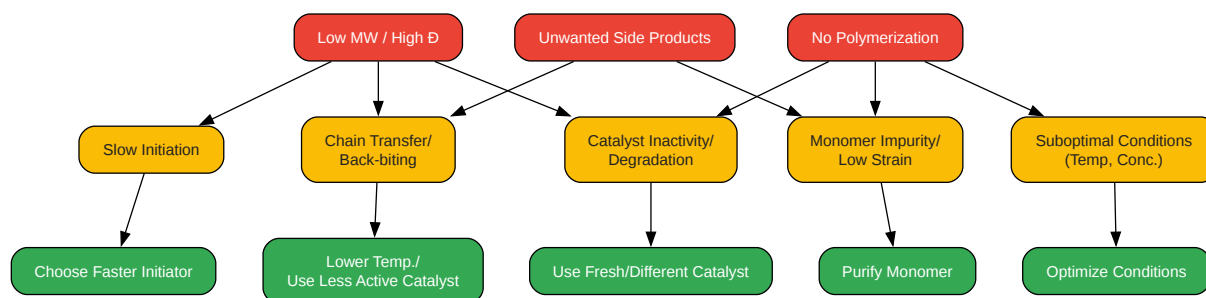 Low MW / High Đ
Unwanted Side Products
No Polymerization
Slow Initiation
Chain Transfer/
Back-biting
Catalyst Inactivity/
Degradation
Monomer Impurity/
Low Strain
Suboptimal Conditions
(Temp, Conc.)
Choose Faster Initiator
Lower Temp./
Use Less Active Catalyst
Use Fresh/Different Catalyst
Purify Monomer
Optimize Conditions